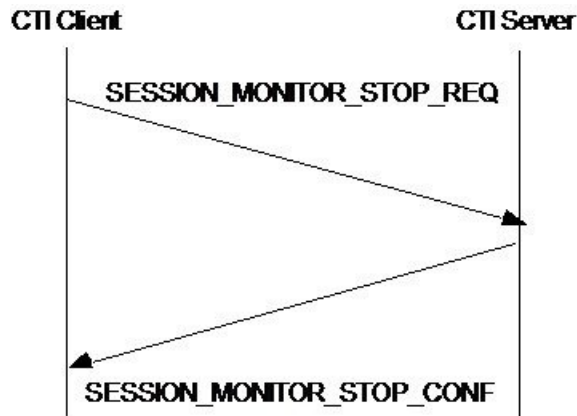 CTI Client
CTI Server
SESSION_MONITOR_STOP_REQ
SESSION_MONITOR_STOP_CONF